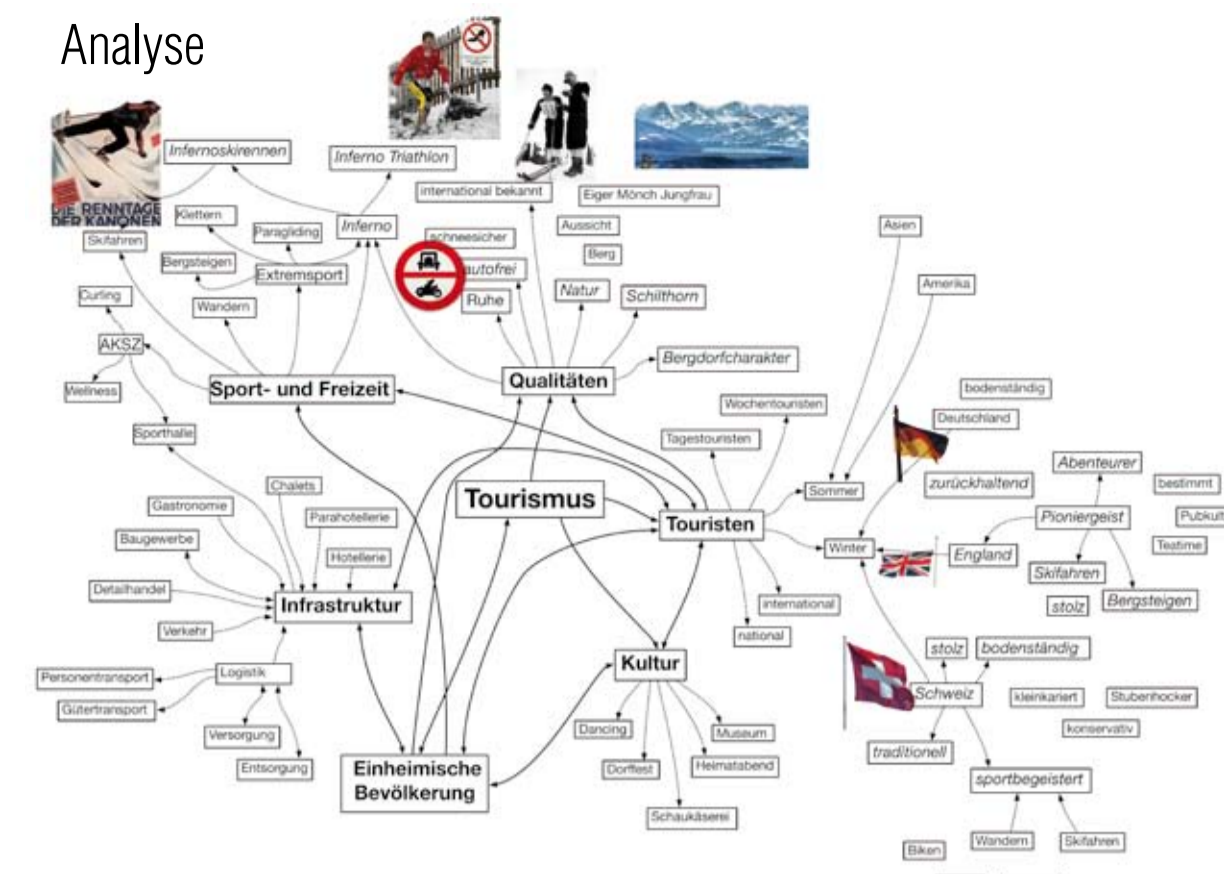 Analyse
DIE RENNTAGE
DER KANONEN
Infernoskirennen
Inferno Triathlon
international bekannt
Eiger Mönch Jungfrau
Klettern
Paragliding
Inferno
schneesicher
Aussicht
Asien
Skifahren
Bergsteigen
Extremsport
autofrei
Berg
Curling
Wandern
Ruhe
Natur
Schilthorn
Amerika
AKSZ
Wellness
Sport- und Freizeit
Qualitäten
Bergdorfcharakter
bodenständig
Sporthalle
Wochentouristen
Deutschland
Tagestouristen
Abenteurer
Chalets
Tourismus
Sommer
zurückhaltend
bestimmt
Gastronomie
Parahotellerie
Touristen
Pioniergeist
Pubkult
Baugewerbe
Hotellerie
Winter
England
Teatime
Detailhandel
Infrastruktur
international
Skifahren
stolz
Bergsteigen
Verkehr
national
Personentransport
Logistik
Kultur
stolz
bodenständig
Gütertransport
Schweiz
kleinkariert
Stubenhocker
Versorgung
Dancing
Museum
konservativ
Entsorgung
Einheimische
Bevölkerung
Dorffest
Heimatabend
traditionell
sportbegeistert
Schaukäserei
Biken
Wandern
Skifahren